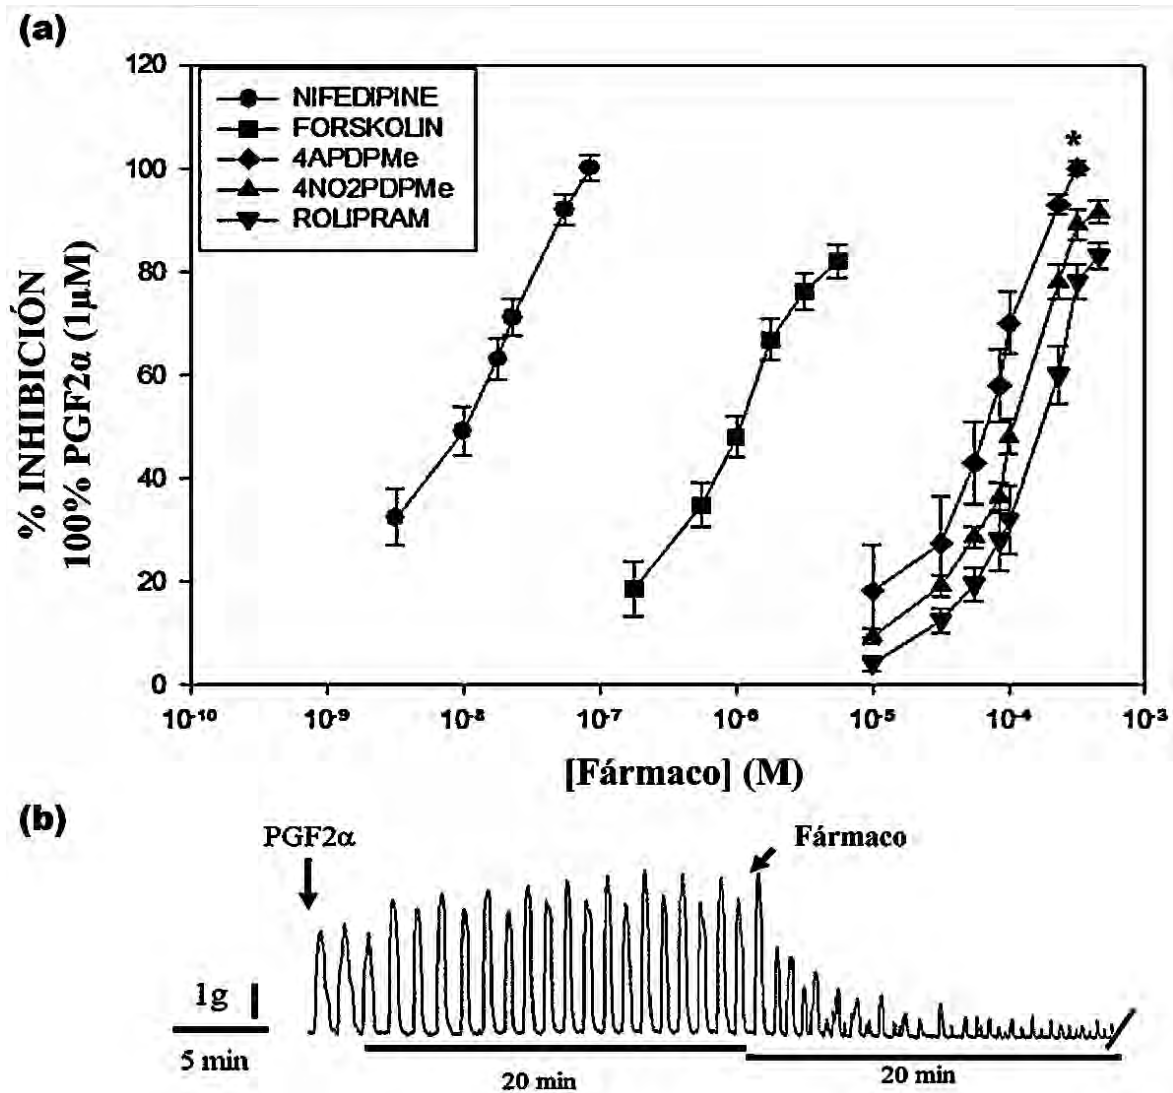 (a)
120
100
80
60
40
20
0
NIFEDIPINE
FORSKOLIN
4APDPMe
4NO2PDPMe
ROLIPRAM
*
% INHIBICIÓN
100% PGF2α (1µM)
10-10
10-9
10-8
10-7
10-6
10-5
10-4
10-3
[Fármaco] (M)
(b)
PGF2α
Fármaco
1g
5 min
20 min
20 min